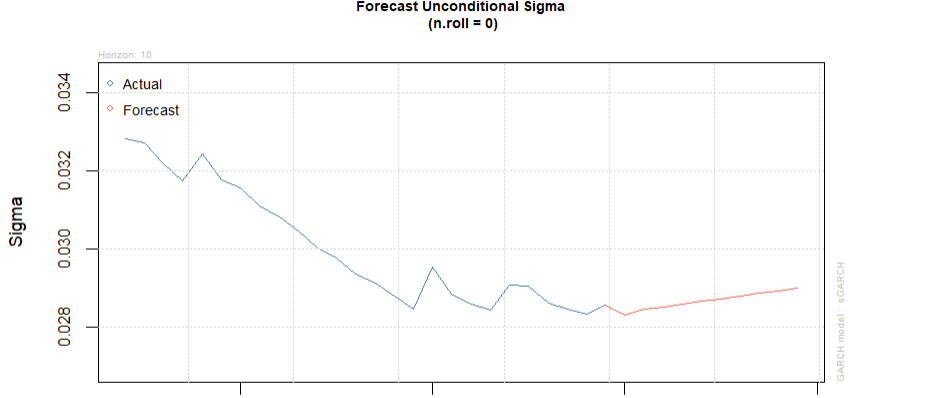 Forecast Unconditional Sigma
(n.roll = 0)
Horizon: 10
Actual
Forecast
0.034
0.032
0.030
0.028
Sigma
GARCH model : sGARCH